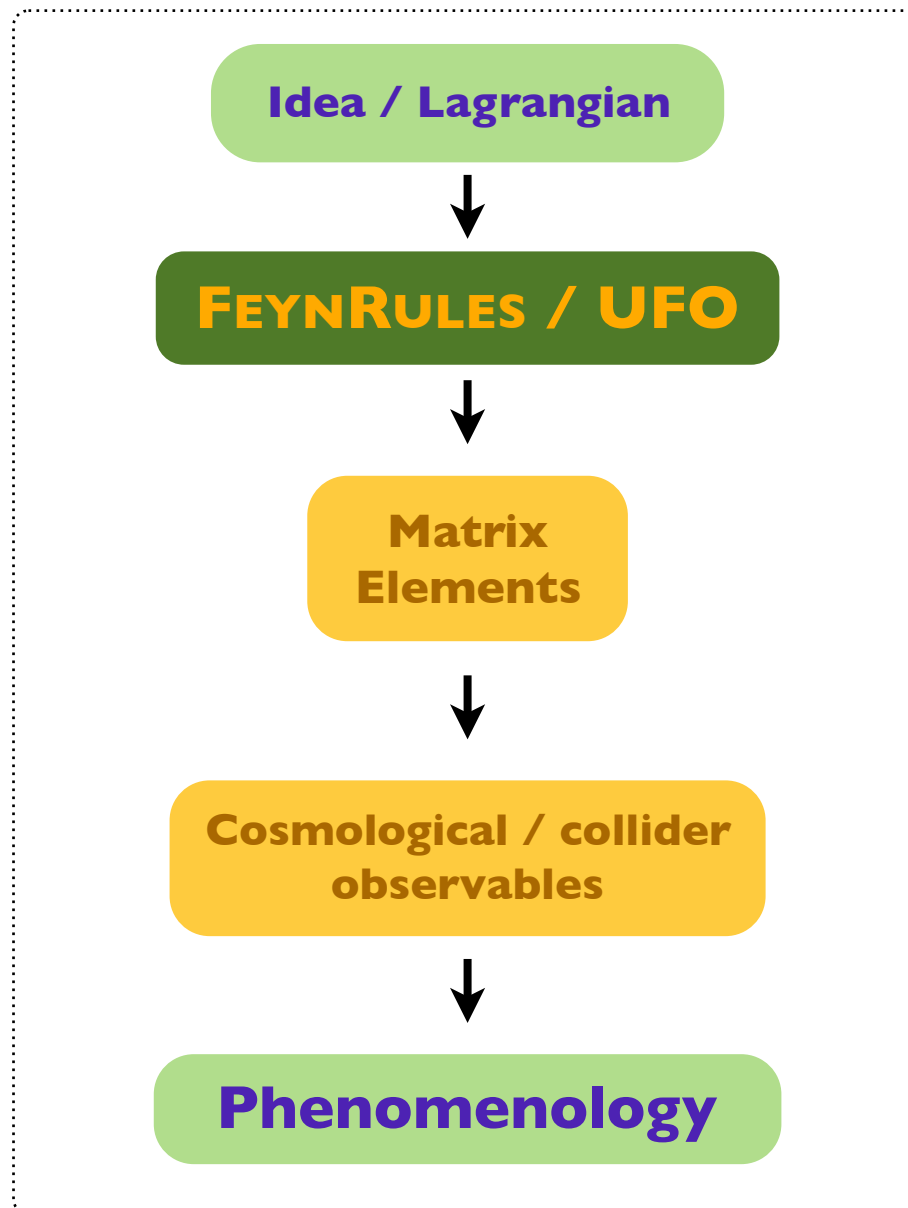 Idea / Lagrangian
FEYNRULES / UFO
Matrix
Elements
Cosmological / collider
observables
Phenomenology